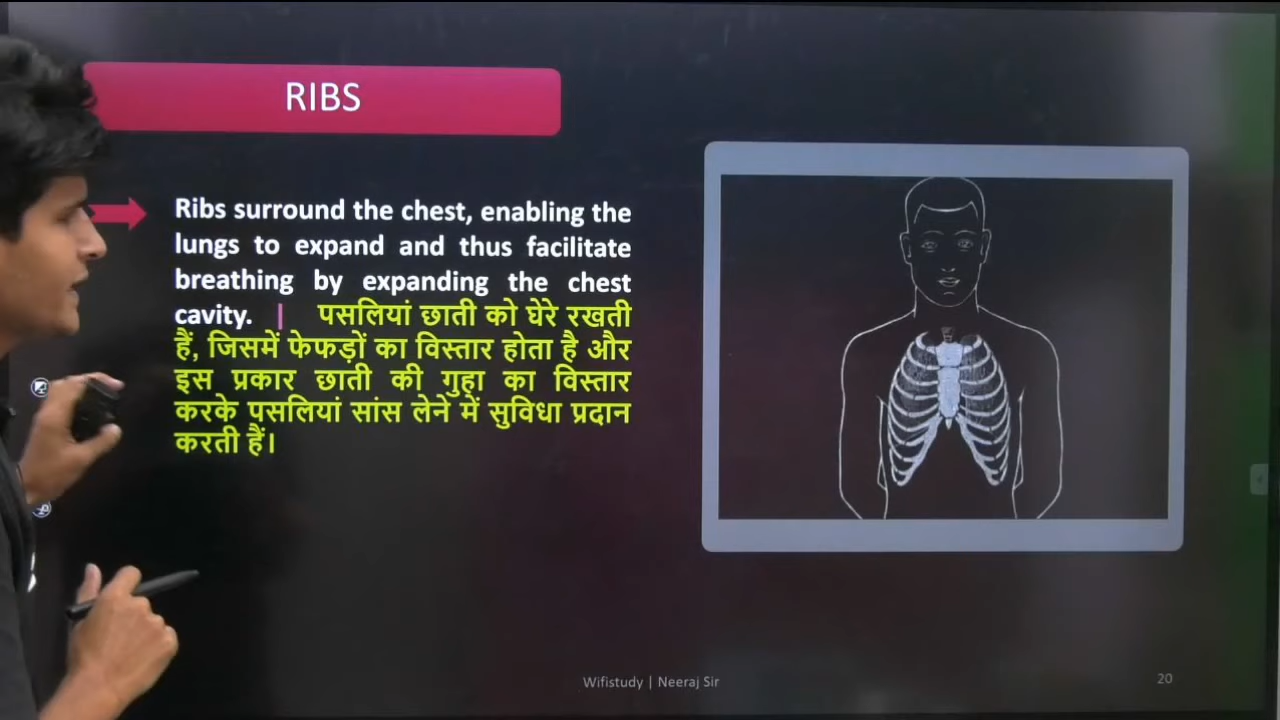 RIBS
Ribs surround the chest, enabling the
lungs to expand and thus facilitate
breathing by expanding the chest
cavity. | पसलियां छाती को घेरे रखती
हैं, जिसमें फेफड़ों का विस्तार होता है और
इस प्रकार छाती की गुहा का विस्तार
करके पसलियां सांस लेने में सुविधा प्रदान
करती हैं।
Wifistudy | Neeraj Sir
20